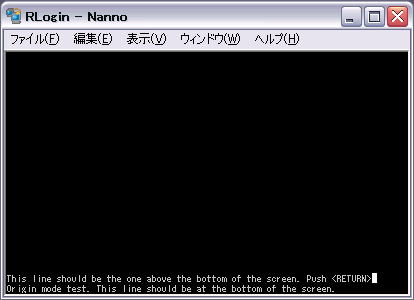 RLogin - Nanno
ファイル(F) 編集(E) 表示(V) ウィンドウ(W) ヘルプ(H)
This line should be the one above the bottom of the screen. Push <RETURN>
Origin mode test. This line should be at the bottom of the screen.